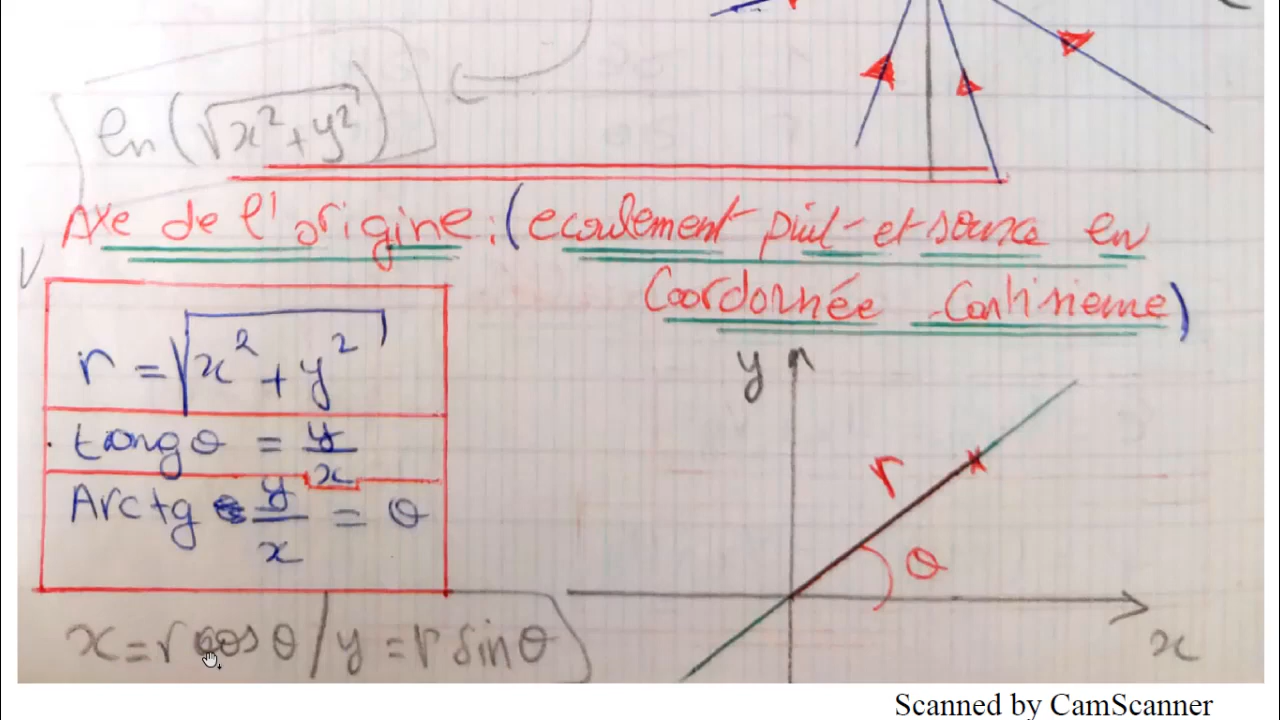 ln(√x²+y²)
Axe de l'origine : (ecoulement puit et source en
Coordonnée Cartisieme)
r = √x² + y²
tang θ = y/x
Arctg y/x = θ
x = r cos θ / y = r sin θ
y
r
θ
x
Scanned by CamScanner